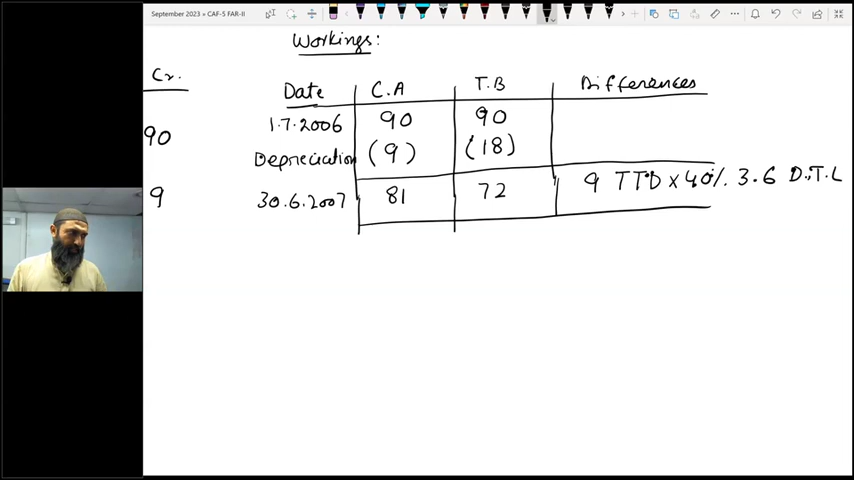 September 2023 » CAF-5 FAR-II
Workings:
Cr.
Date C.A T.B Differences
1.7.2006 90 90
90
Depreciation (9) (18)
9
30.6.2007 81 72 9 TTD x 40% 3.6 D.T.L